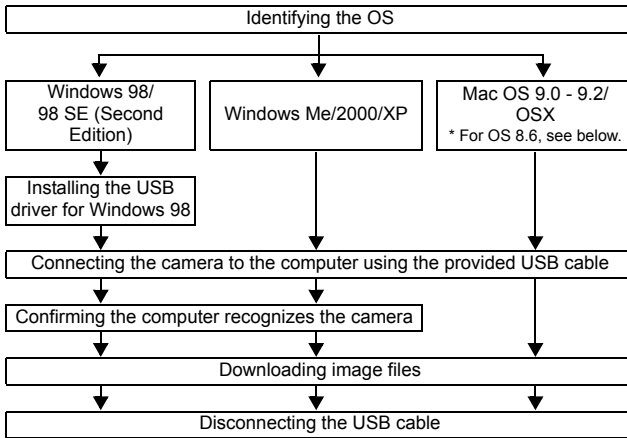 Identifying the OS
Windows 98/
98 SE (Second
Edition)
Windows Me/2000/XP
Mac OS 9.0 - 9.2/
OSX
* For OS 8.6, see below.
Installing the USB
driver for Windows 98
Connecting the camera to the computer using the provided USB cable
Confirming the computer recognizes the camera
Downloading image files
Disconnecting the USB cable